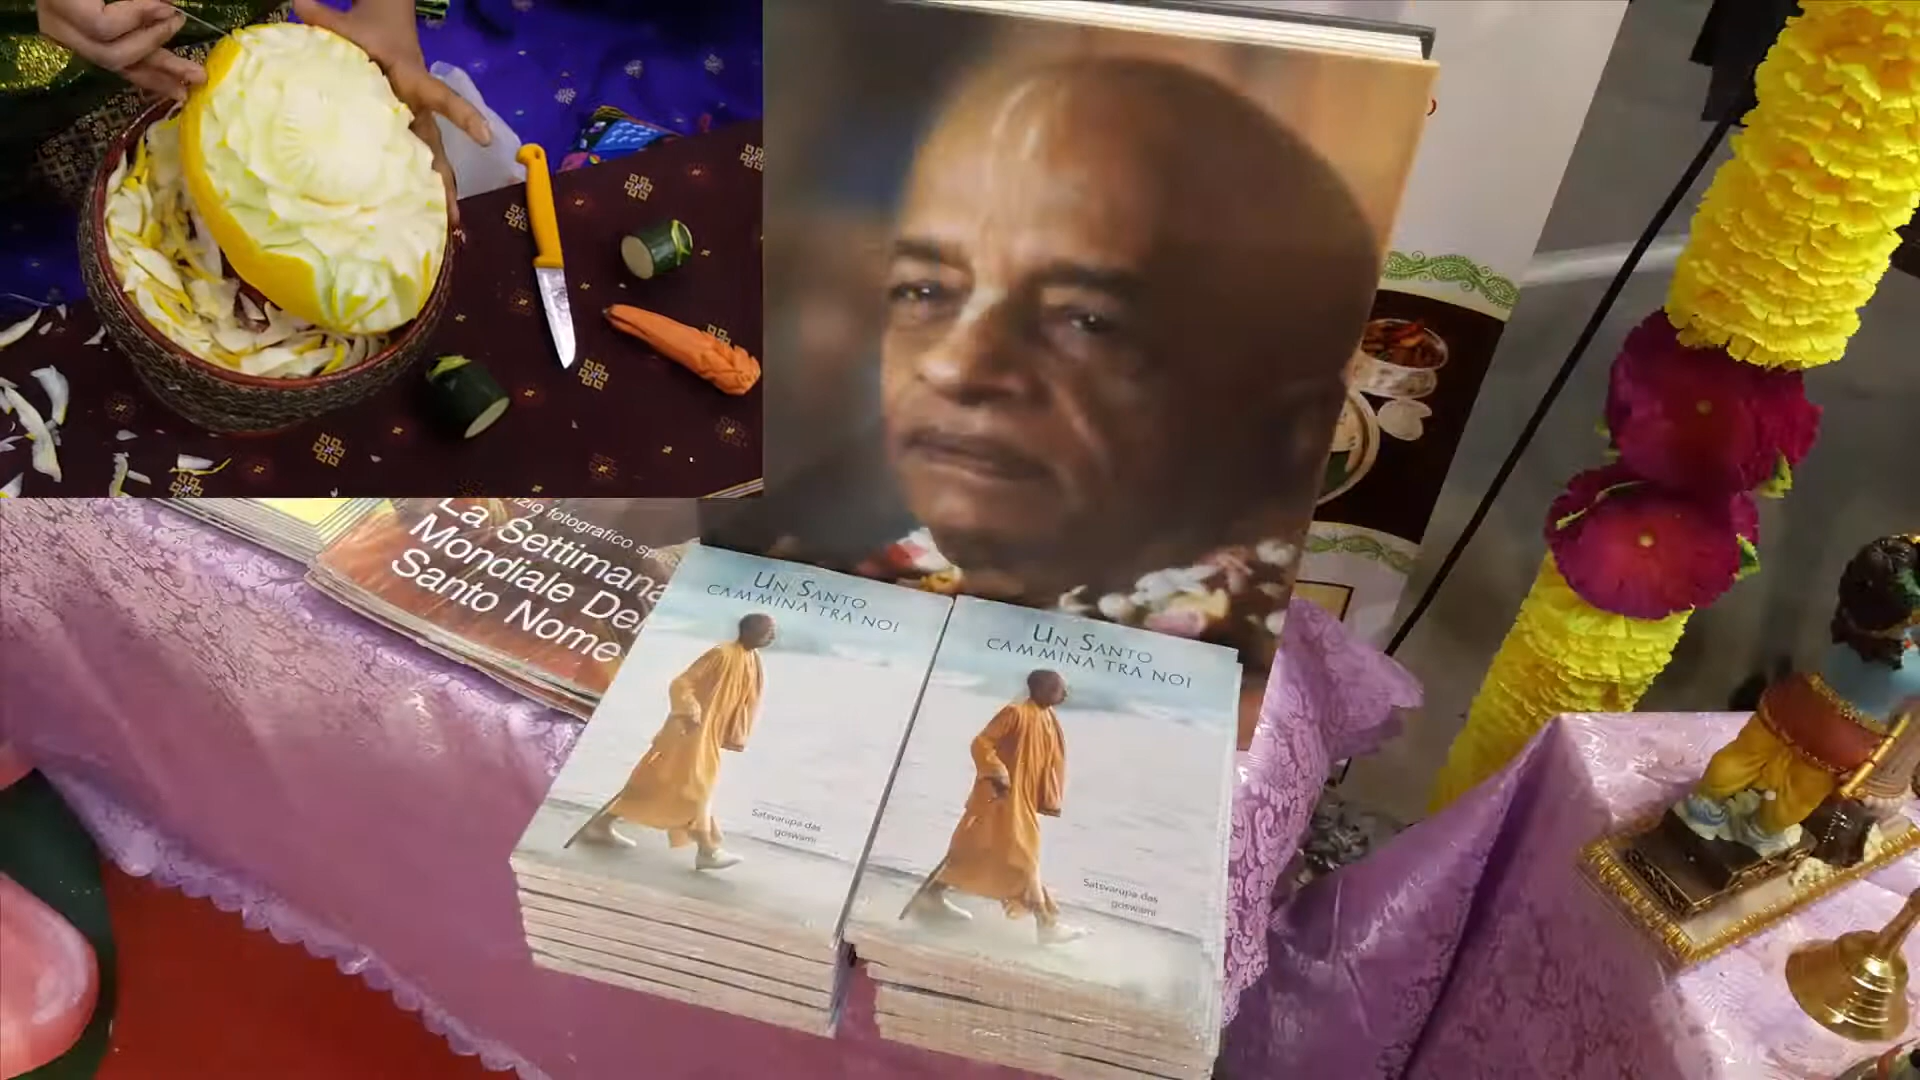 fotografico
La Settimana
Mondiale Del
Santo Nome
UN SANTO
CAMMINA TRA NOI
Satsvarupa das
goswami
UN SANTO
CAMMINA TRA NOI
Satsvarupa das
goswami